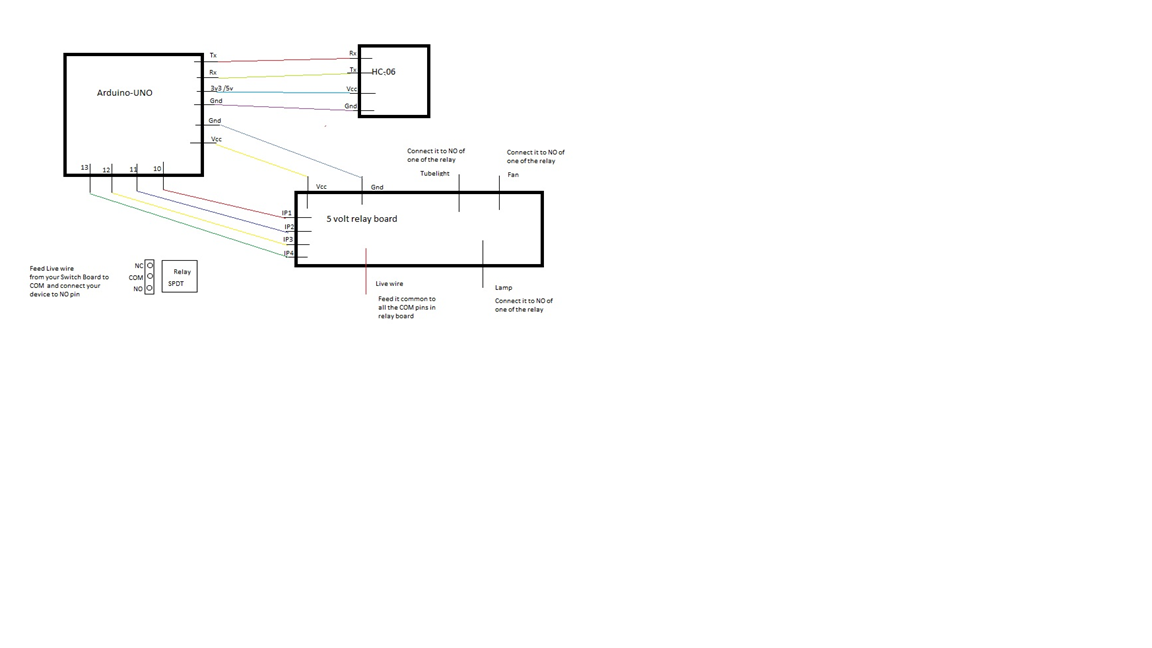 Tx
Rx
Rx
HC-06
Tx
3v3 /5v
Vcc
Arduino-UNO
Gnd
Gnd
Gnd
Vcc
13
12
11
10
Connect it to NO of
one of the relay
Tubelight
Connect it to NO of
one of the relay
Fan
Vcc
Gnd
IP1
IP2
IP3
IP4
5 volt relay board
Feed Live wire
from your Switch Board to
COM and connect your
device to NO pin
NC
COM
NO
Relay
SPDT
Live wire
Feed it common to
all the COM pins in
relay board
Lamp
Connect it to NO of
one of the relay